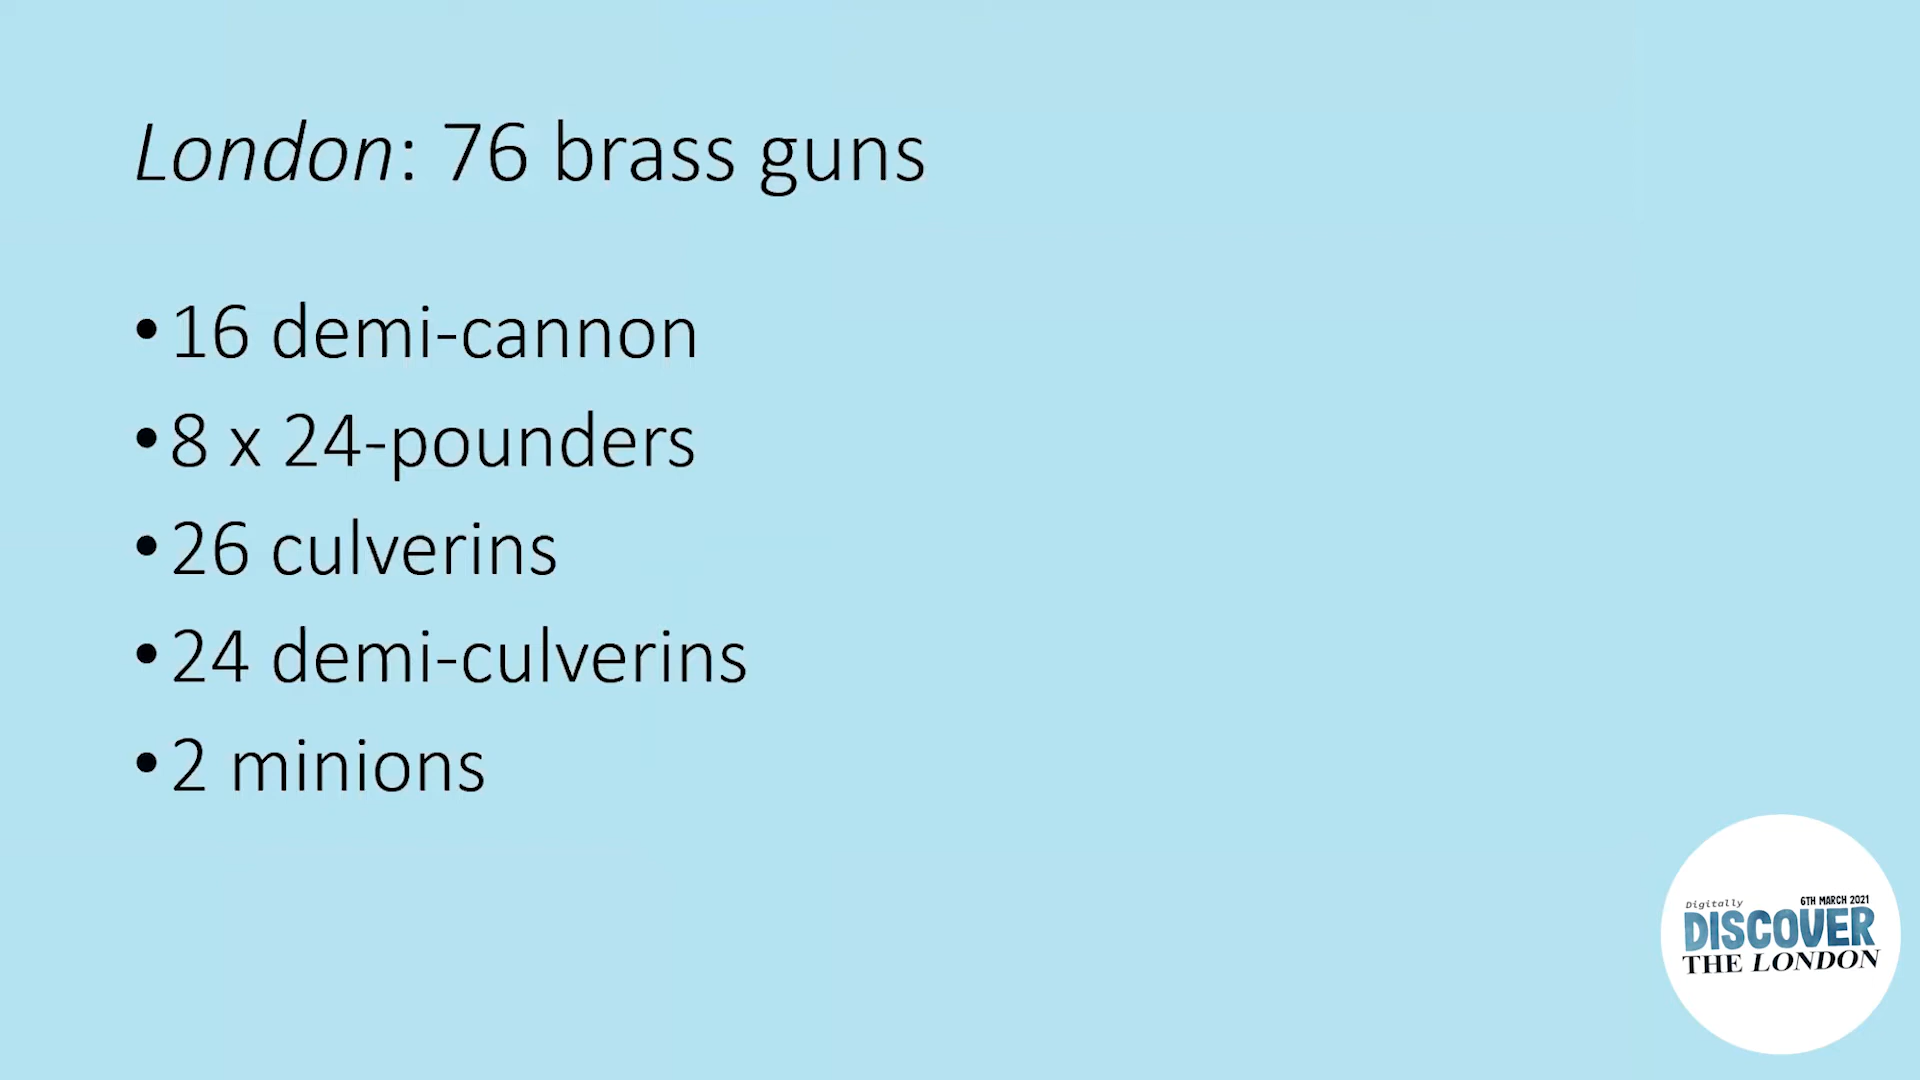 London: 76 brass guns
•16 demi-cannon
•8 x 24-pounders
•26 culverins
•24 demi-culverins
•2 minions
Digitally 6TH MARCH 2021
DISCOVER
THE LONDON